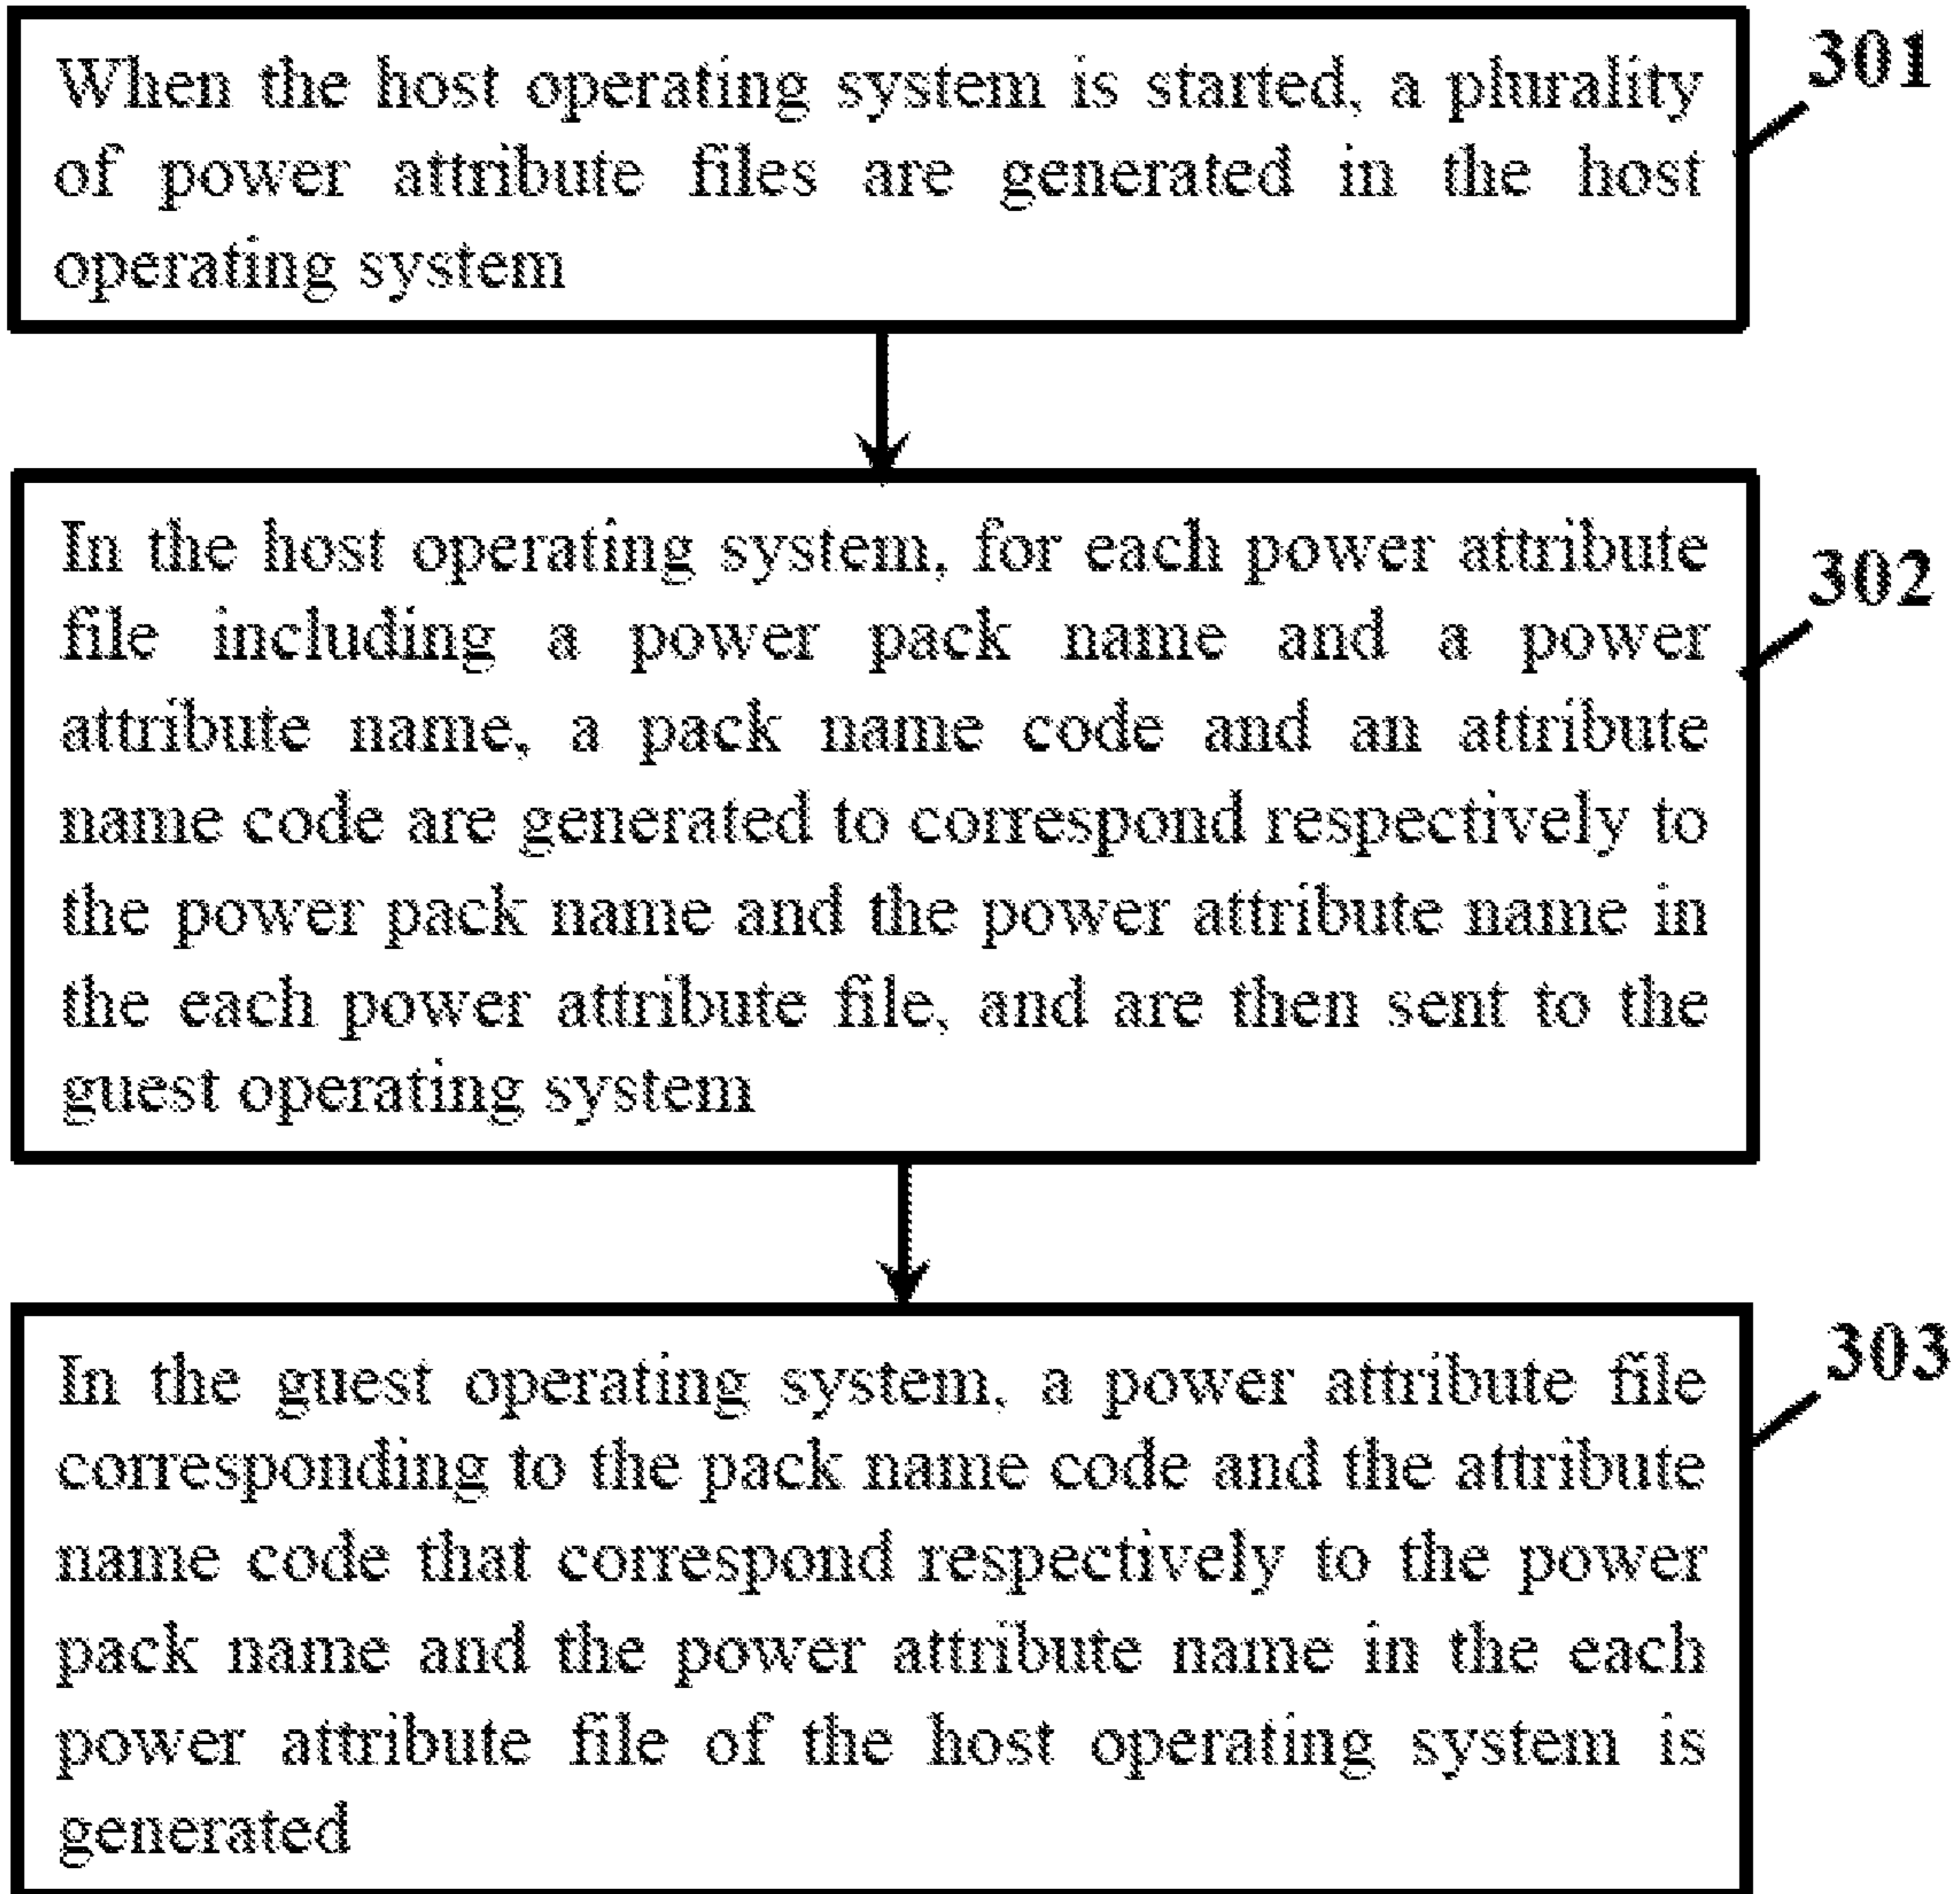 When the host operating system is started, a plurality
of power attribute files are generated in the host
operating system
301
In the host operating system, for each power attribute
file including a power pack name and a power
attribute name, a pack name code and an attribute
name code are generated to correspond respectively to
the power pack name and the power attribute name in
the each power attribute file, and are then sent to the
guest operating system
302
In the guest operating system, a power attribute file
corresponding to the pack name code and the attribute
name code that correspond respectively to the power
pack name and the power attribute name in the each
power attribute file of the host operating system is
generated
303